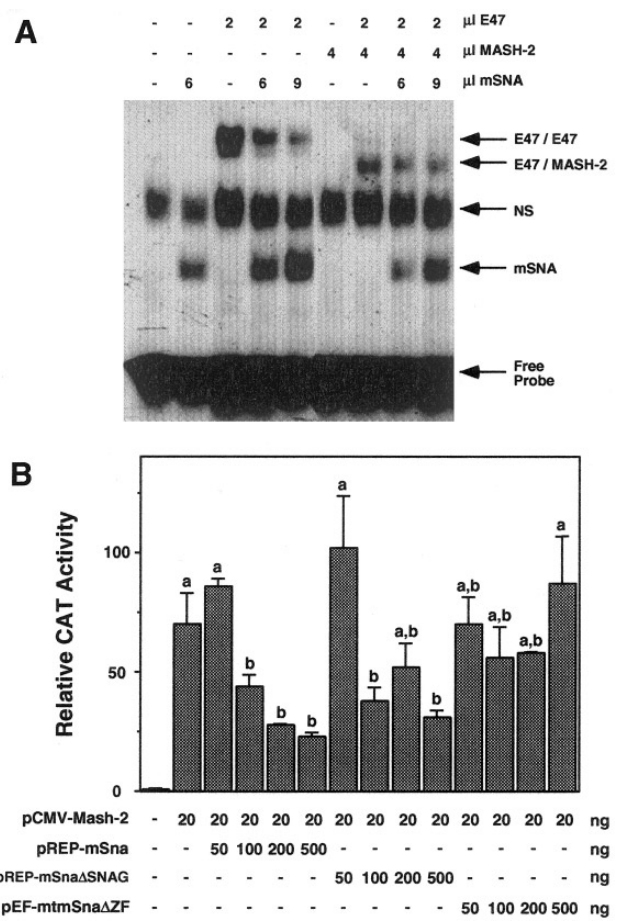 A
- - 2 2 2 - 2 2 2 µl E47
- - - - - 4 4 4 4 µl MASH-2
- 6 - 6 9 - - 6 9 µl mSNA
E47 / E47
E47 / MASH-2
NS
mSNA
Free
Probe
B
Relative CAT Activity
100
50
0
a a b b b a b a,b b a,b a,b a,b a
pCMV-Mash-2 - 20 20 20 20 20 20 20 20 20 20 20 20 20 ng
pREP-mSna - - 50 100 200 500 - - - - - - - - ng
pREP-mSnaΔSNAG - - - - - - 50 100 200 500 - - - - ng
pEF-mtmSnaΔZF - - - - - - - - - - 50 100 200 500 ng